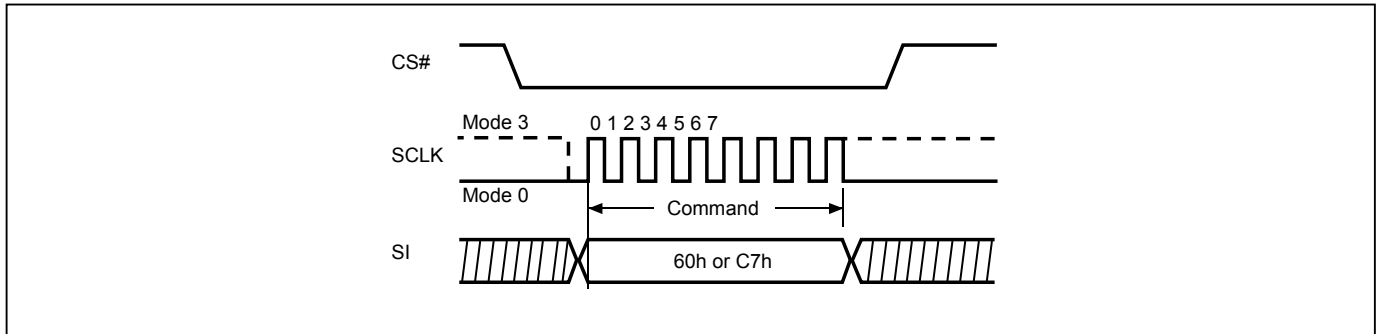 CS#
Mode 3
0 1 2 3 4 5 6 7
SCLK
Mode 0
Command
SI
60h or C7h